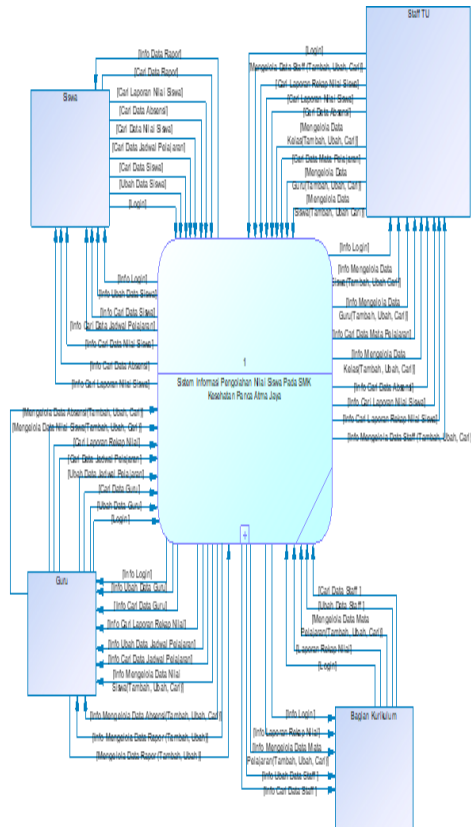 Staff TU
[Info Data Rapor]
[Cari Data Rapor]
[Login]
[Mengelola Data Staff (Tambah, Ubah, Cari)]
[Cari Laporan Rekap Nilai Siswa]
[Cari Laporan Nilai Siswa]
[Cari Data Absensi]
[Mengelola Data
Kelas(Tambah, Ubah, Cari)]
[Cari Data Mata Pelajaran]
[Mengelola Data
Guru(Tambah, Ubah, Cari)]
[Mengelola Data
Siswa(Tambah, Ubah Cari)]
Siswa
[Cari Laporan Nilai Siswa]
[Cari Data Absensi]
[Cari Data Nilai Siswa]
[Cari Data Jadwal Pelajaran]
[Cari Data Siswa]
[Ubah Data Siswa]
[Login]
[Info Login]
[Info Ubah Data Siswa]
[Info Cari Data Siswa]
[Info Cari Data Jadwal Pelajaran]
[Info Cari Data Nilai Siswa]
[Info Cari Data Absensi]
[Info Cari Laporan Nilai Siswa]
1
Sistem Informasi Pengolahan Nilai Siswa Pada SMK
Kesehatan Panca Atma Jaya
+
[Info Login]
[Info Mengelola Data
Siswa(Tambah, Ubah Cari)]
[Info Mengelola Data
Guru(Tambah, Ubah, Cari)]
[Info Cari Data Mata Pelajaran]
[Info Mengelola Data
Kelas(Tambah, Ubah, Cari)]
[Info Cari Data Absensi]
[Info Cari Laporan Nilai Siswa]
[Info Cari Laporan Rekap Nilai Siswa]
[Info Mengelola Data Staff (Tambah, Ubah, Cari)]
[Mengelola Data Absensi(Tambah, Ubah, Cari)]
[Mengelola Data Nilai Siswa(Tambah, Ubah, Cari)]
[Cari Laporan Rekap Nilai]
[Cari Data Jadwal Pelajaran]
[Ubah Data Jadwal Pelajaran]
[Cari Data Guru]
[Ubah Data Guru]
[Login]
Guru
[Info Login]
[Info Ubah Data Guru]
[Info Cari Data Guru]
[Info Cari Laporan Rekap Nilai]
[Info Ubah Data Jadwal Pelajaran]
[Info Cari Data Jadwal Pelajaran]
[Info Mengelola Data Nilai
Siswa(Tambah, Ubah, Cari)]
[Info Mengelola Data Absensi(Tambah, Ubah, Cari)]
[Info Mengelola Data Rapor (Tambah, Ubah)]
[Mengelola Data Rapor (Tambah, Ubah)]
[Cari Data Staff ]
[Ubah Data Staff ]
[Mengelola Data Mata
Pelajaran(Tambah, Ubah, Cari)]
[Laporan Rekap Nilai]
[Login]
Bagian Kurikulum
[Info Login]
[Info Laporan Rekap Nilai]
[Info Mengelola Data Mata
Pelajaran(Tambah, Ubah, Cari)]
[Info Ubah Data Staff ]
[Info Cari Data Staff ]